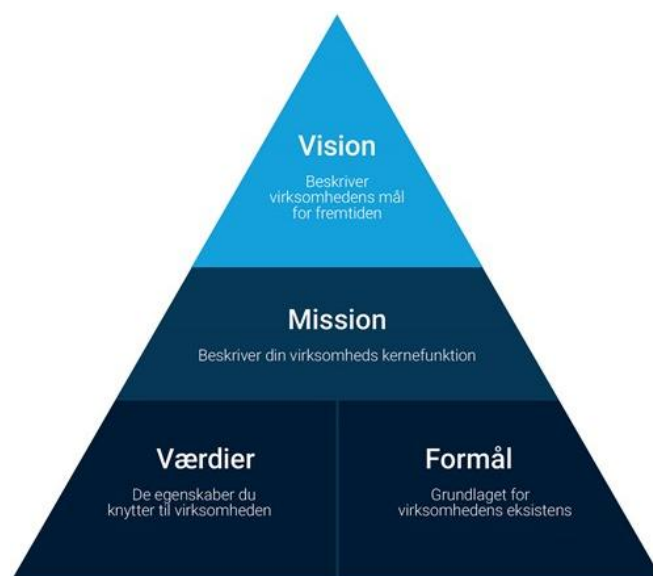 Vision
Beskriver
virksomhedens mål
for fremtiden
Mission
Beskriver din virksomheds kernefunktion
Værdier
De egenskaber du
knytter til virksomheden
Formål
Grundlaget for
virksomhedens eksistens